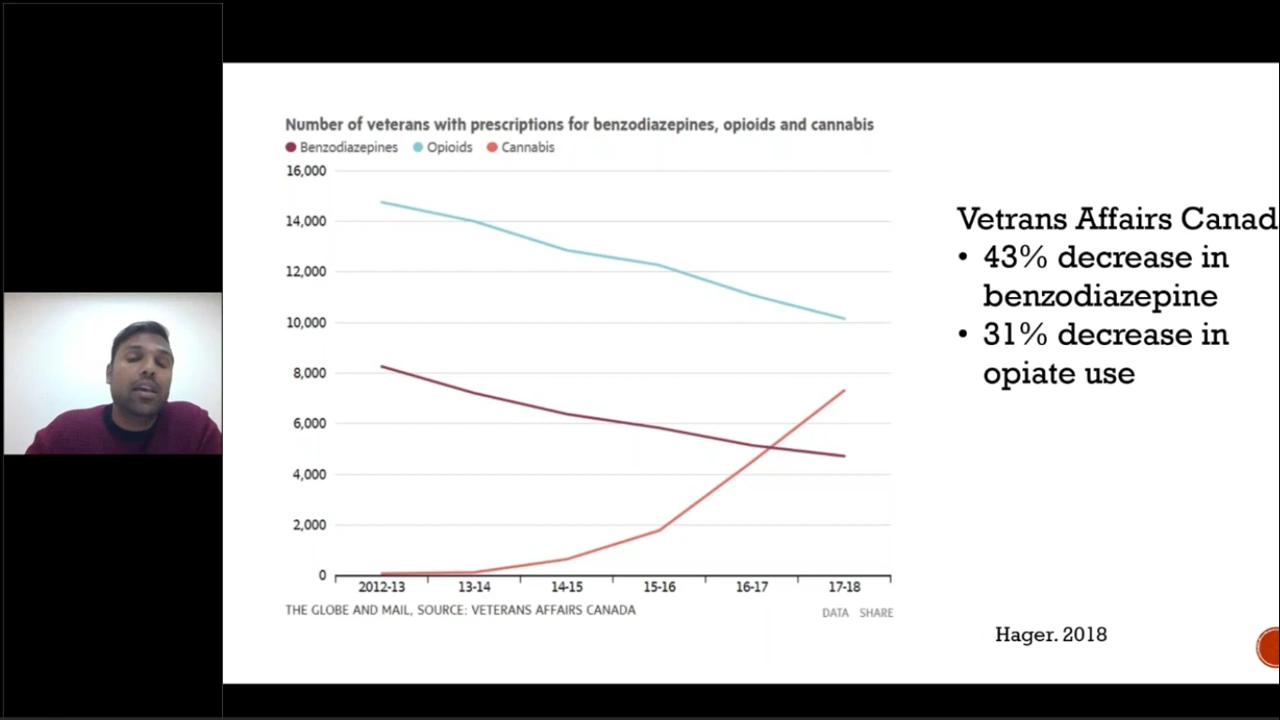 Number of veterans with prescriptions for benzodiazepines, opioids and cannabis
Benzodiazepines Opioids Cannabis
16,000
14,000
12,000
10,000
8,000
6,000
4,000
2,000
0
2012-13 13-14 14-15 15-16 16-17 17-18
THE GLOBE AND MAIL, SOURCE: VETERANS AFFAIRS CANADA
DATA SHARE
Vetrans Affairs Canad
• 43% decrease in
benzodiazepine
• 31% decrease in
opiate use
Hager. 2018